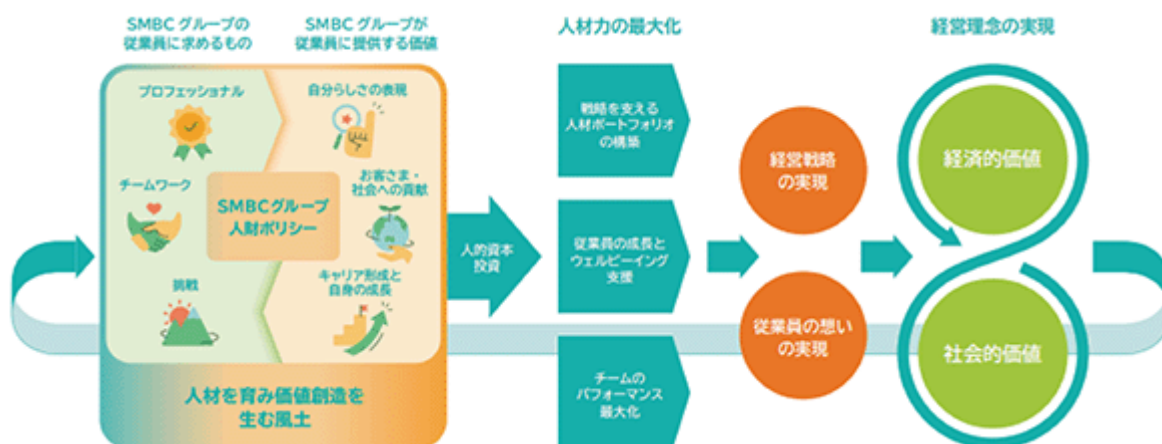 SMBCグループの
従業員に求めるもの
SMBCグループが
従業員に提供する価値
人材力の最大化
経営理念の実現
プロフェッショナル
チームワーク
挑戦
SMBCグループ
人財ポリシー
自分らしさの表現
お客さま・
社会への貢献
キャリア形成と
自身の成長
人材を育み価値創造を
生む風土
人的資本
投資
戦略を支える
人材ポートフォリオ
の構築
従業員の成長と
ウェルビーイング
支援
チームの
パフォーマンス
最大化
経営戦略
の実現
従業員の想い
の実現
経済的価値
社会的価値